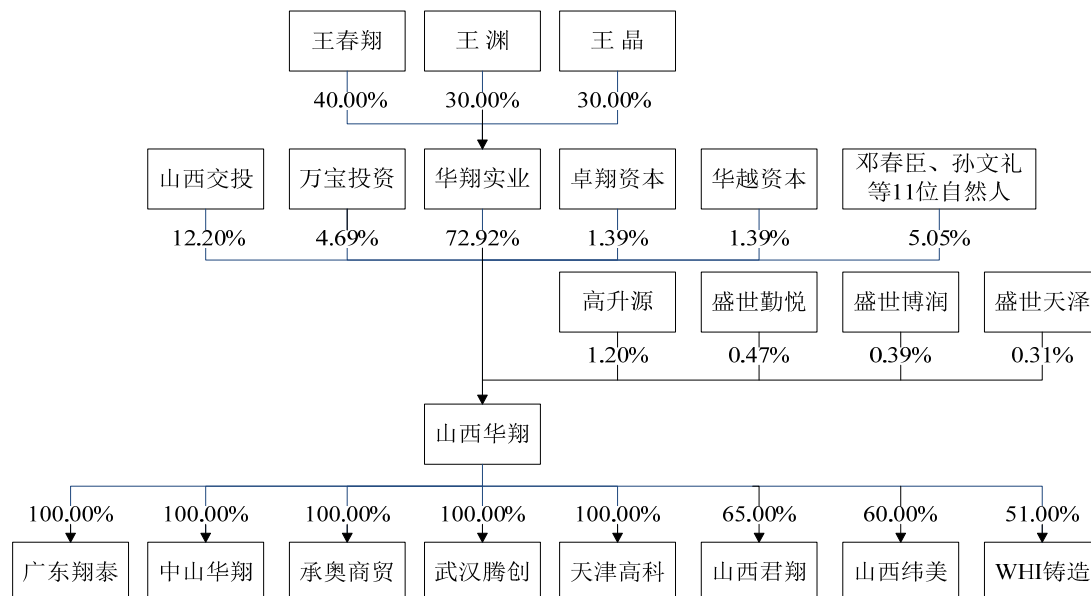 王春翔
王 渊
王 晶
40.00%
30.00%
30.00%
山西交投
万宝投资
华翔实业
卓翔资本
华越资本
邓春臣、孙文礼
等11位自然人
12.20%
4.69%
72.92%
1.39%
1.39%
5.05%
高升源
盛世勤悦
盛世博润
盛世天泽
1.20%
0.47%
0.39%
0.31%
山西华翔
100.00%
100.00%
100.00%
100.00%
100.00%
65.00%
60.00%
51.00%
广东翔泰
中山华翔
承奥商贸
武汉腾创
天津高科
山西君翔
山西纬美
WHI铸造